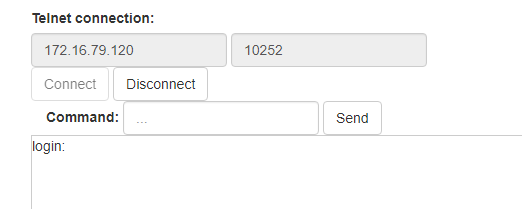 Telnet connection:
172.16.79.120 10252
Connect Disconnect
Command: ... Send
login: